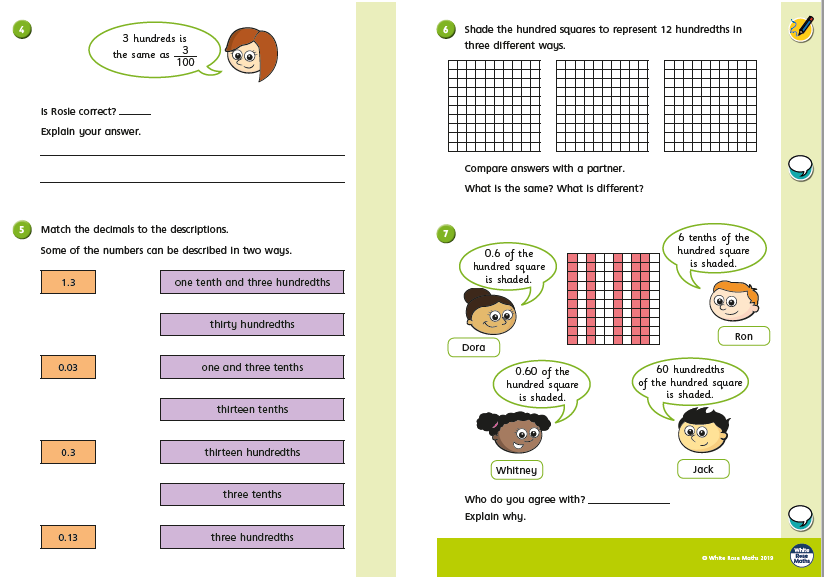 4
3 hundreds is
the same as 3/100
Is Rosie correct? ______
Explain your answer.
5
Match the decimals to the descriptions.
Some of the numbers can be described in two ways.
1.3
one tenth and three hundredths
thirty hundredths
0.03
one and three tenths
thirteen tenths
0.3
thirteen hundredths
three tenths
0.13
three hundredths
6
Shade the hundred squares to represent 12 hundredths in
three different ways.
Compare answers with a partner.
What is the same? What is different?
7
0.6 of the
hundred square
is shaded.
Dora
6 tenths of the
hundred square
is shaded.
Ron
0.60 of the
hundred square
is shaded.
Whitney
60 hundredths
of the hundred square
is shaded.
Jack
Who do you agree with? ______
Explain why.
© White Rose Maths 2019
White
Rose
Maths